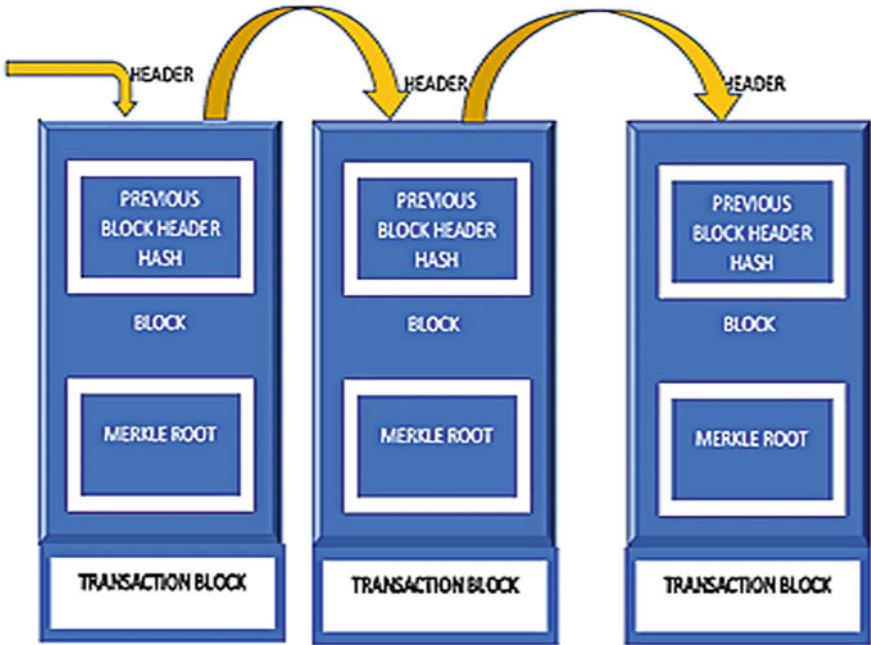 HEADER
HEADER
HEADER
PREVIOUS
BLOCK HEADER
HASH
BLOCK
MERKLE ROOT
TRANSACTION BLOCK
PREVIOUS
BLOCK HEADER
HASH
BLOCK
MERKLE ROOT
TRANSACTION BLOCK
PREVIOUS
BLOCK HEADER
HASH
BLOCK
MERKLE ROOT
TRANSACTION BLOCK